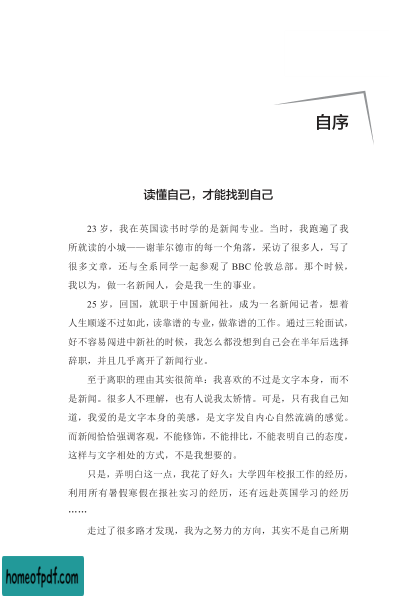 自序
读懂自己，才能找到自己
23 岁，我在英国读书时学的是新闻专业。当时，我跑遍了我
所就读的小城——谢菲尔德市的每一个角落，采访了很多人，写了
很多文章，还与全系同学一起参观了 BBC 伦敦总部。那个时候，
我以为，做一名新闻人，会是我一生的事业。
25 岁，回国，就职于中国新闻社，成为一名新闻记者。想着
人生顺遂不过如此，读靠谱的专业，做靠谱的工作。通过三轮面试，
好不容易闯进中新社的时候，我怎么都没想到自己会在半年后选择
辞职，并且几乎离开了新闻行业。
至于离职的理由其实很简单：我喜欢的不过是文字本身，而不
是新闻。很多人不理解，也有人说我太矫情。可是，只有我自己知
道，我爱的是文字本身的美感，是文字发自内心自然流淌的感觉。
而新闻恰恰强调客观，不能修饰，不能排比，不能表明自己的态度。
这样与文字相处的方式，不是我想要的。
只是，弄明白这一点，我花了好久：大学四年校报工作的经历，
利用所有暑假寒假在报社实习的经历，还有远赴英国学习的经历
……
走过了很多路才发现，我为之努力的方向，其实不是自己所期
homeofpdf.com